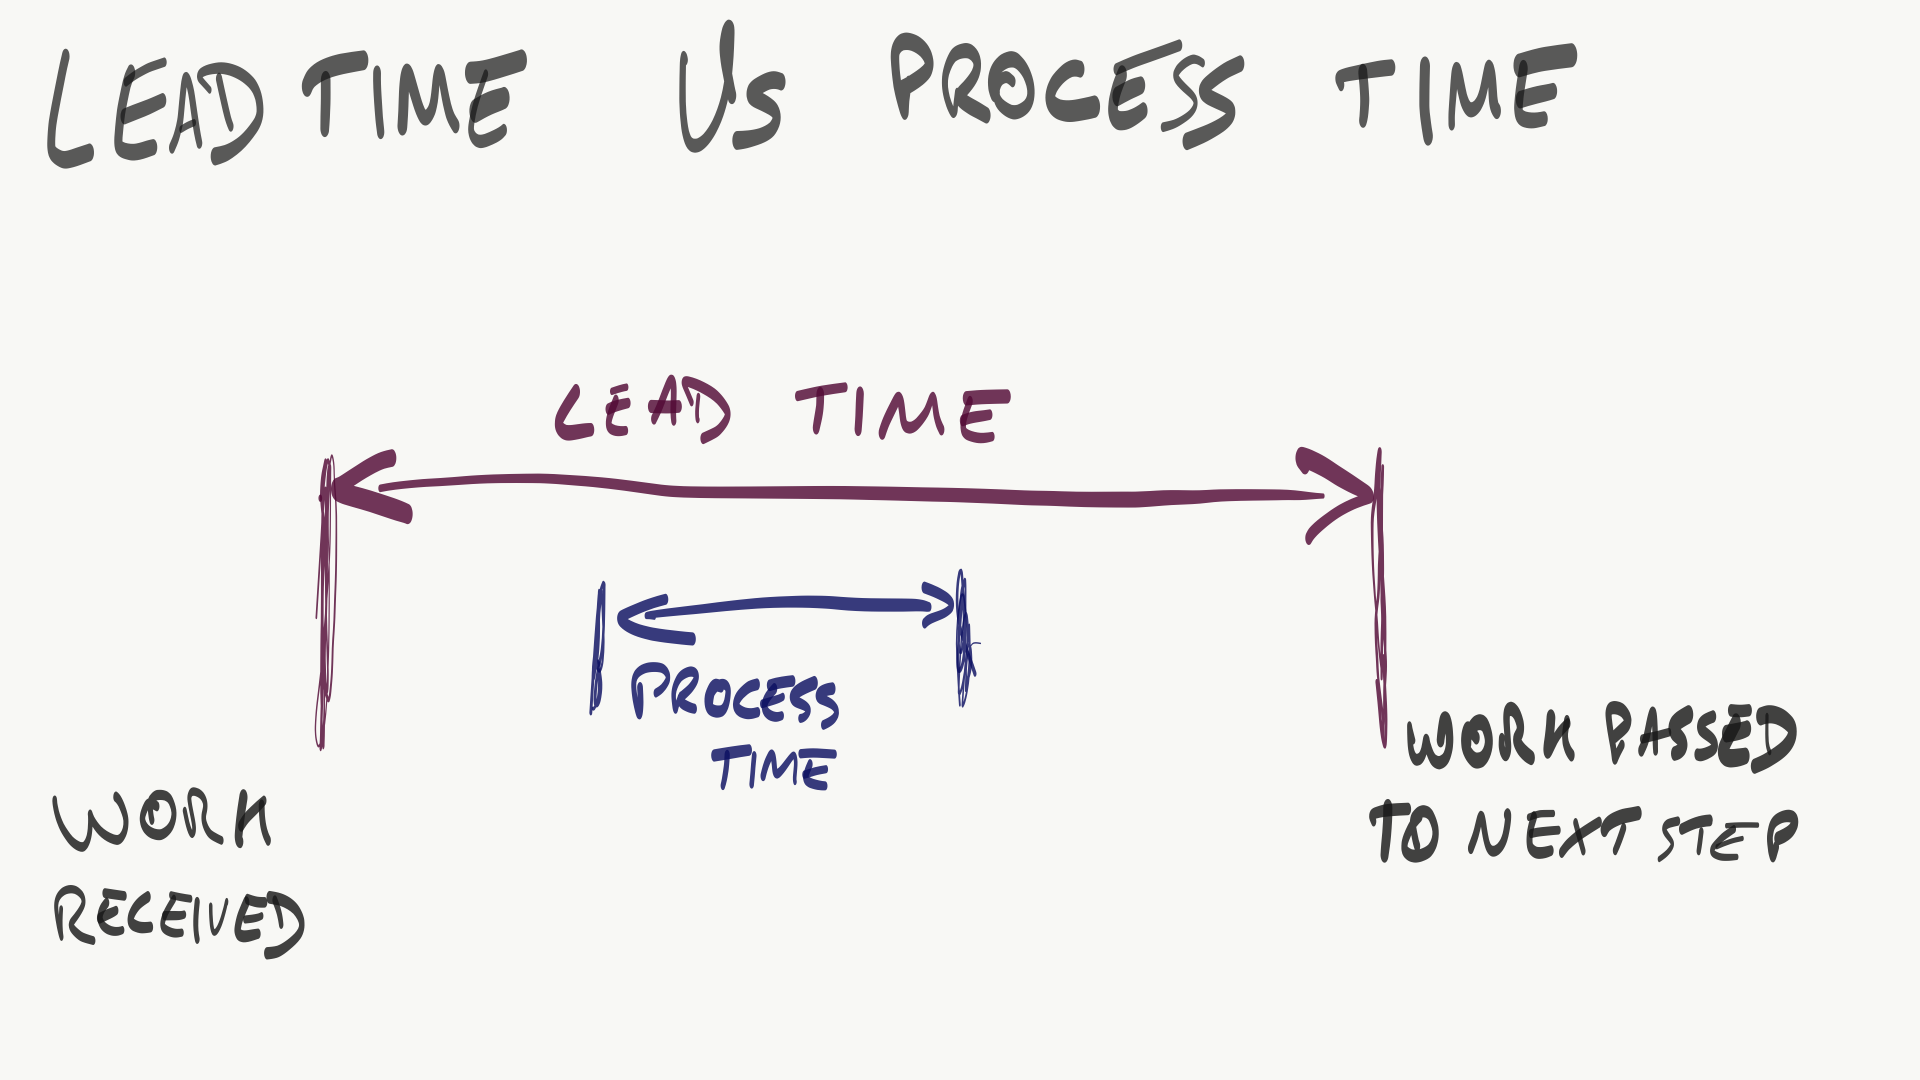 LEAD TIME VS PROCESS TIME
LEAD TIME
PROCESS
TIME
WORK
RECEIVED
WORK PASSED
TO NEXT STEP